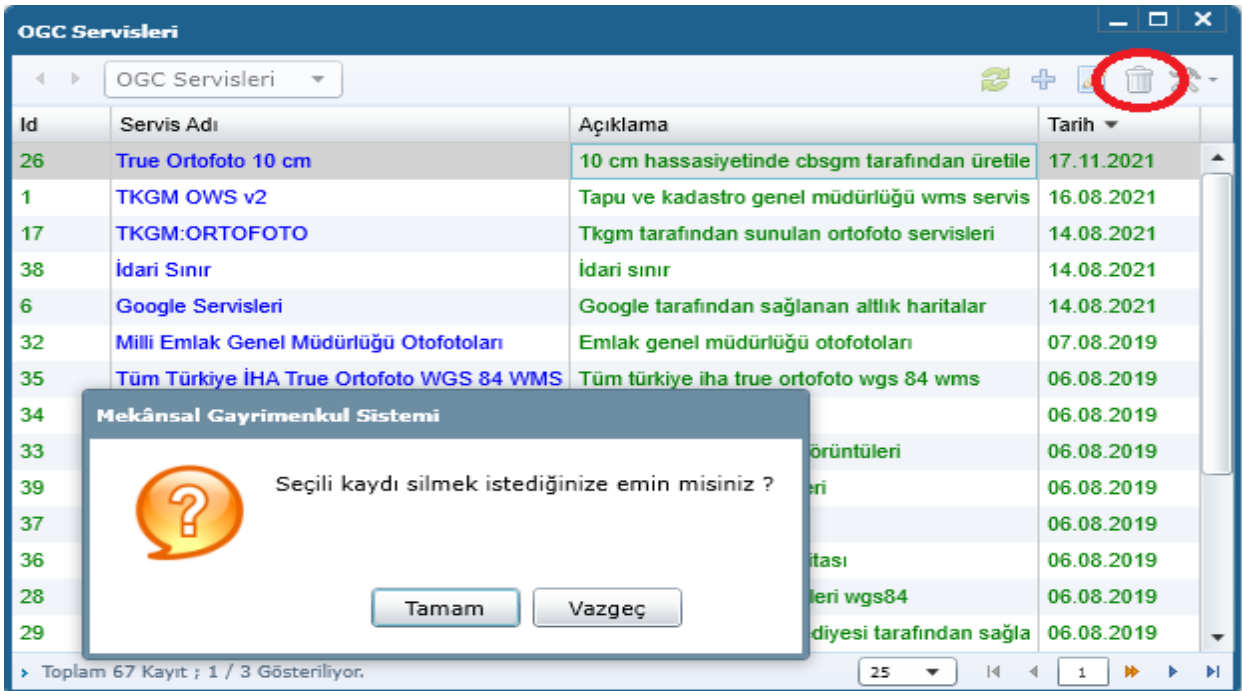 OGC Servisleri
OGC Servisleri
Id Servis Adı Açıklama Tarih
26 True Ortofoto 10 cm 10 cm hassasiyetinde cbsgm tarafından üretile 17.11.2021
1 TKGM OWS v2 Tapu ve kadastro genel müdürlüğü wms servis 16.08.2021
17 TKGM:ORTOFOTO Tkgm tarafından sunulan ortofoto servisleri 14.08.2021
38 İdari Sınır İdari sınır 14.08.2021
6 Google Servisleri Google tarafından sağlanan altlık haritalar 14.08.2021
32 Milli Emlak Genel Müdürlüğü Otofotoları Emlak genel müdürlüğü otofotoları 07.08.2019
35 Tüm Türkiye İHA True Ortofoto WGS 84 WMS Tüm türkiye iha true ortofoto wgs 84 wms 06.08.2019
34 06.08.2019
33 örüntüleri 06.08.2019
39 eri 06.08.2019
37 06.08.2019
36 itası 06.08.2019
28 leri wgs84 06.08.2019
29 diyesi tarafından sağla 06.08.2019
Mekânsal Gayrimenkul Sistemi
Seçili kaydı silmek istediğinize emin misiniz ?
Tamam Vazgeç
Toplam 67 Kayıt ; 1 / 3 Gösteriliyor. 25 1